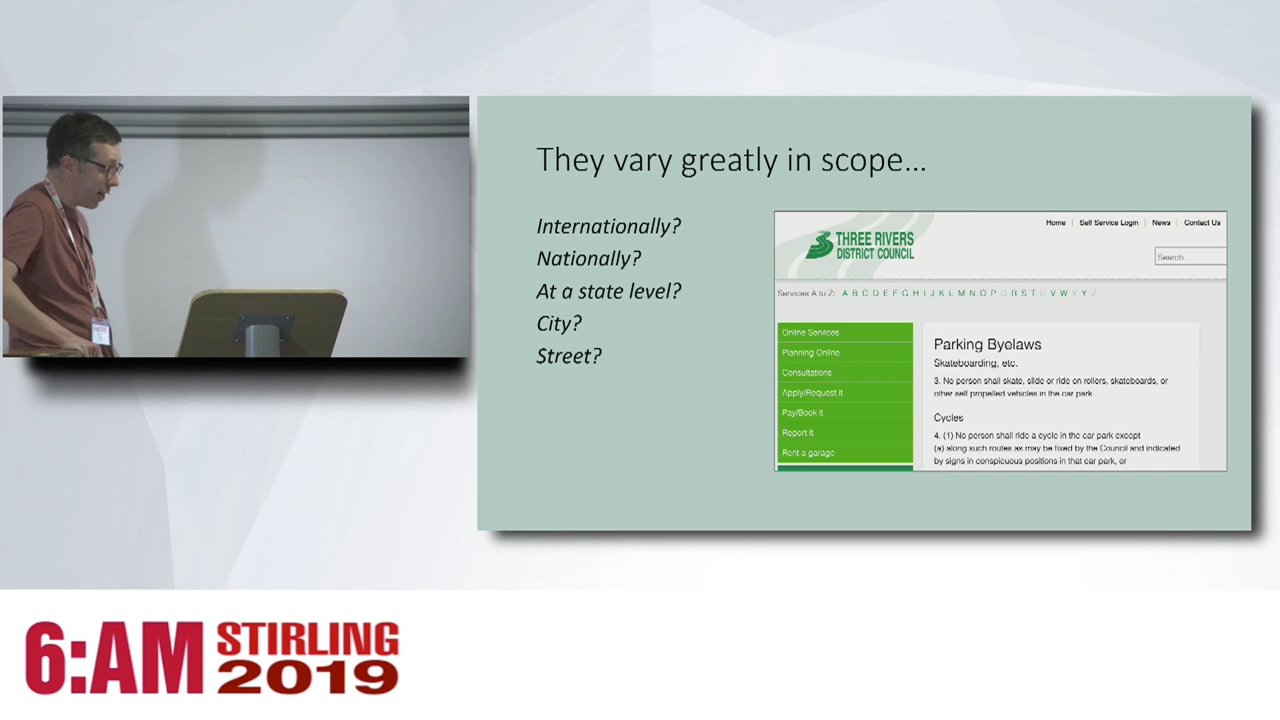 They vary greatly in scope...
Internationally?
Nationally?
At a state level?
City?
Street?
Home | Self Service Login | News | Contact Us
THREE RIVERS
DISTRICT COUNCIL
Search
Services A to Z: A B C D E F G H I J K L M N O P Q R S T U V W X Y Z
Online Services
Planning Online
Consultations
Apply/Request it
Pay/Book it
Report it
Rent a garage
Parking Byelaws
Skateboarding, etc.
3. No person shall skate, slide or ride on rollers, skateboards, or
other self propelled vehicles in the car park.
Cycles
4. (1) No person shall ride a cycle in the car park except
(a) along such routes as may be fixed by the Council and indicated
by signs in conspicuous positions in that car park, or
6:AM STIRLING
2019